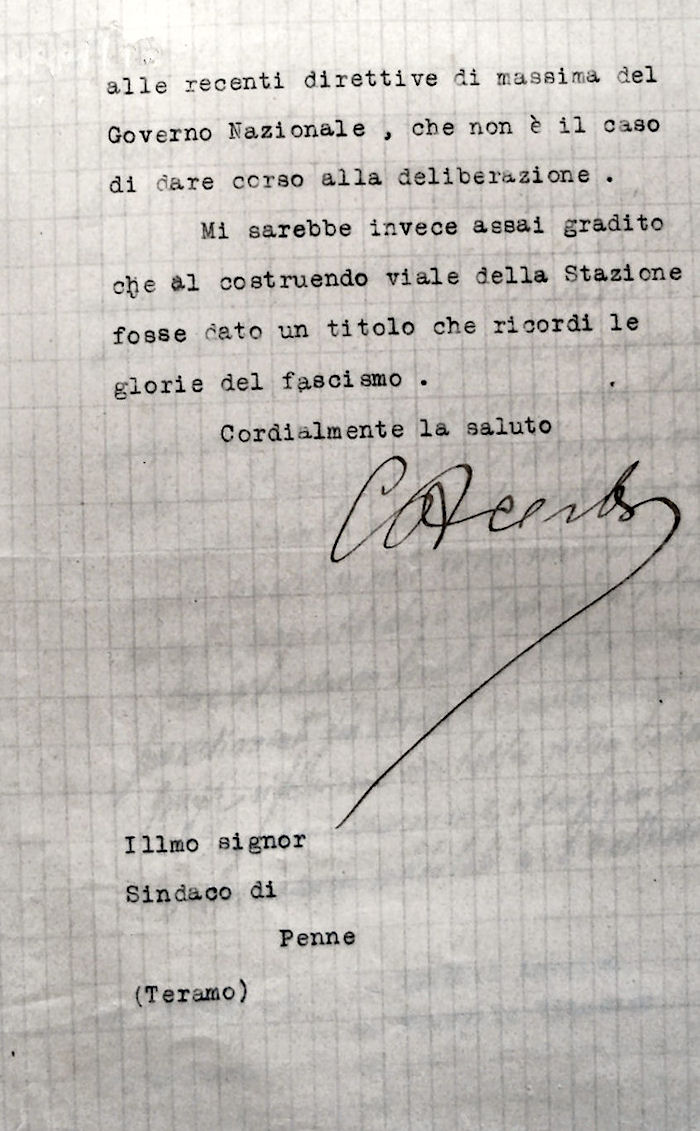 alle recenti direttive di massima del
Governo Nazionale , che non è il caso
di dare corso alla deliberazione .
Mi sarebbe invece assai gradito
che al costruendo viale della Stazione
fosse dato un titolo che ricordi le
glorie del fascismo .
Cordialmente la saluto
Illmo signor
Sindaco di
Penne
(Teramo)